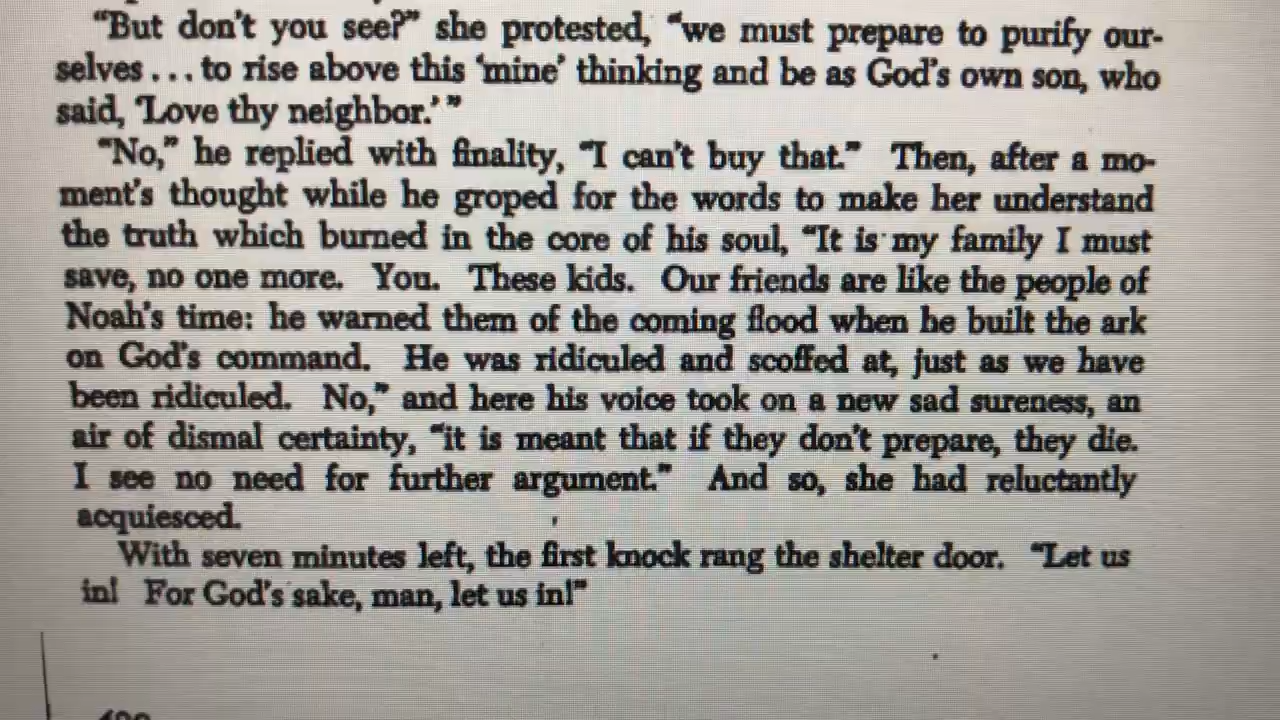 "But don't you see?" she protested, "we must prepare to purify our-
selves . . . to rise above this 'mine' thinking and be as God's own son, who
said, 'Love thy neighbor.' "
"No," he replied with finality, "I can't buy that." Then, after a mo-
ment's thought while he groped for the words to make her understand
the truth which burned in the core of his soul, "It is my family I must
save, no one more. You. These kids. Our friends are like the people of
Noah's time: he warned them of the coming flood when he built the ark
on God's command. He was ridiculed and scoffed at, just as we have
been ridiculed. No," and here his voice took on a new sad sureness, an
air of dismal certainty, "it is meant that if they don't prepare, they die.
I see no need for further argument." And so, she had reluctantly
acquiesced.
With seven minutes left, the first knock rang the shelter door. "Let us
in! For God's sake, man, let us in!"